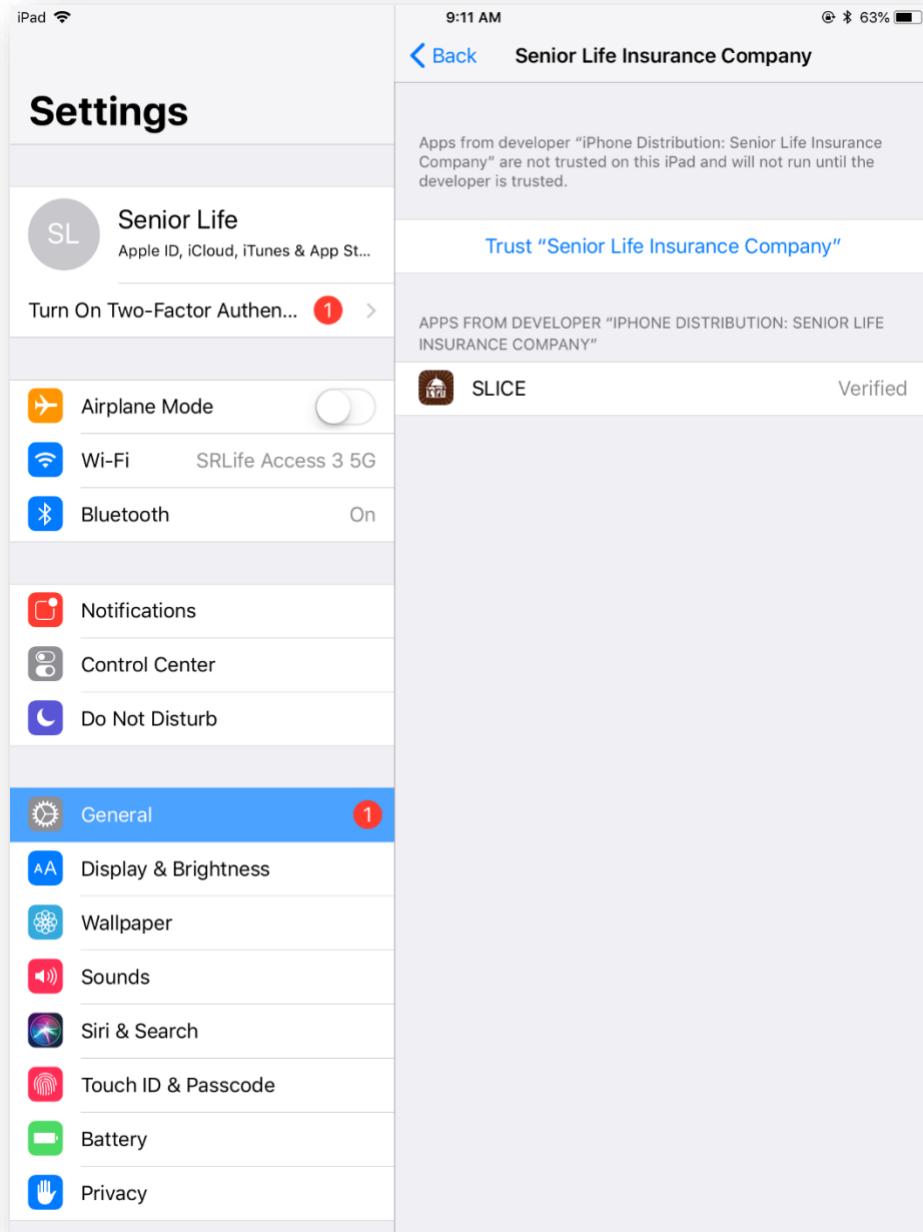 iPad
9:11 AM
63%
Settings
SL
Senior Life
Apple ID, iCloud, iTunes & App St...
Turn On Two-Factor Authen... 1
Airplane Mode
Wi-Fi SRLife Access 3 5G
Bluetooth On
Notifications
Control Center
Do Not Disturb
General 1
AA Display & Brightness
Wallpaper
Sounds
Siri & Search
Touch ID & Passcode
Battery
Privacy
Back Senior Life Insurance Company
Apps from developer “iPhone Distribution: Senior Life Insurance
Company” are not trusted on this iPad and will not run until the
developer is trusted.
Trust “Senior Life Insurance Company”
APPS FROM DEVELOPER “IPHONE DISTRIBUTION: SENIOR LIFE
INSURANCE COMPANY”
SLICE Verified